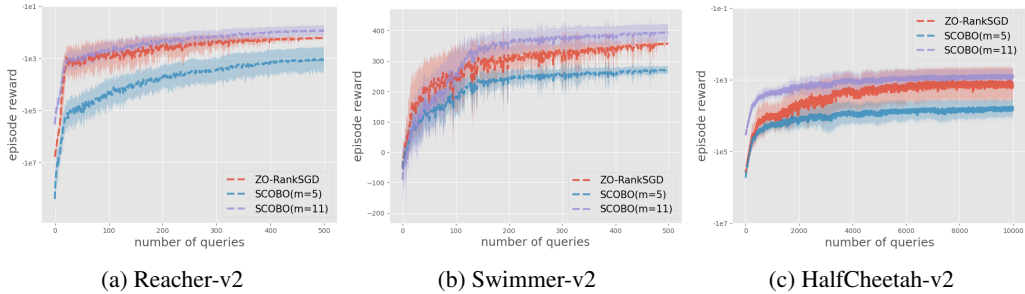 -1e1
-1e3
-1e5
-1e7
episode reward
0 100 200 300 400 500
number of queries
ZO-RankSGD
SCOBO(m=5)
SCOBO(m=11)
(a) Reacher-v2
400
300
200
100
0
-100
-200
episode reward
0 100 200 300 400 500
number of queries
ZO-RankSGD
SCOBO(m=5)
SCOBO(m=11)
(b) Swimmer-v2
-1e1
-1e3
-1e5
-1e7
episode reward
0 2000 4000 6000 8000 10000
number of queries
ZO-RankSGD
SCOBO(m=5)
SCOBO(m=11)
(c) HalfCheetah-v2